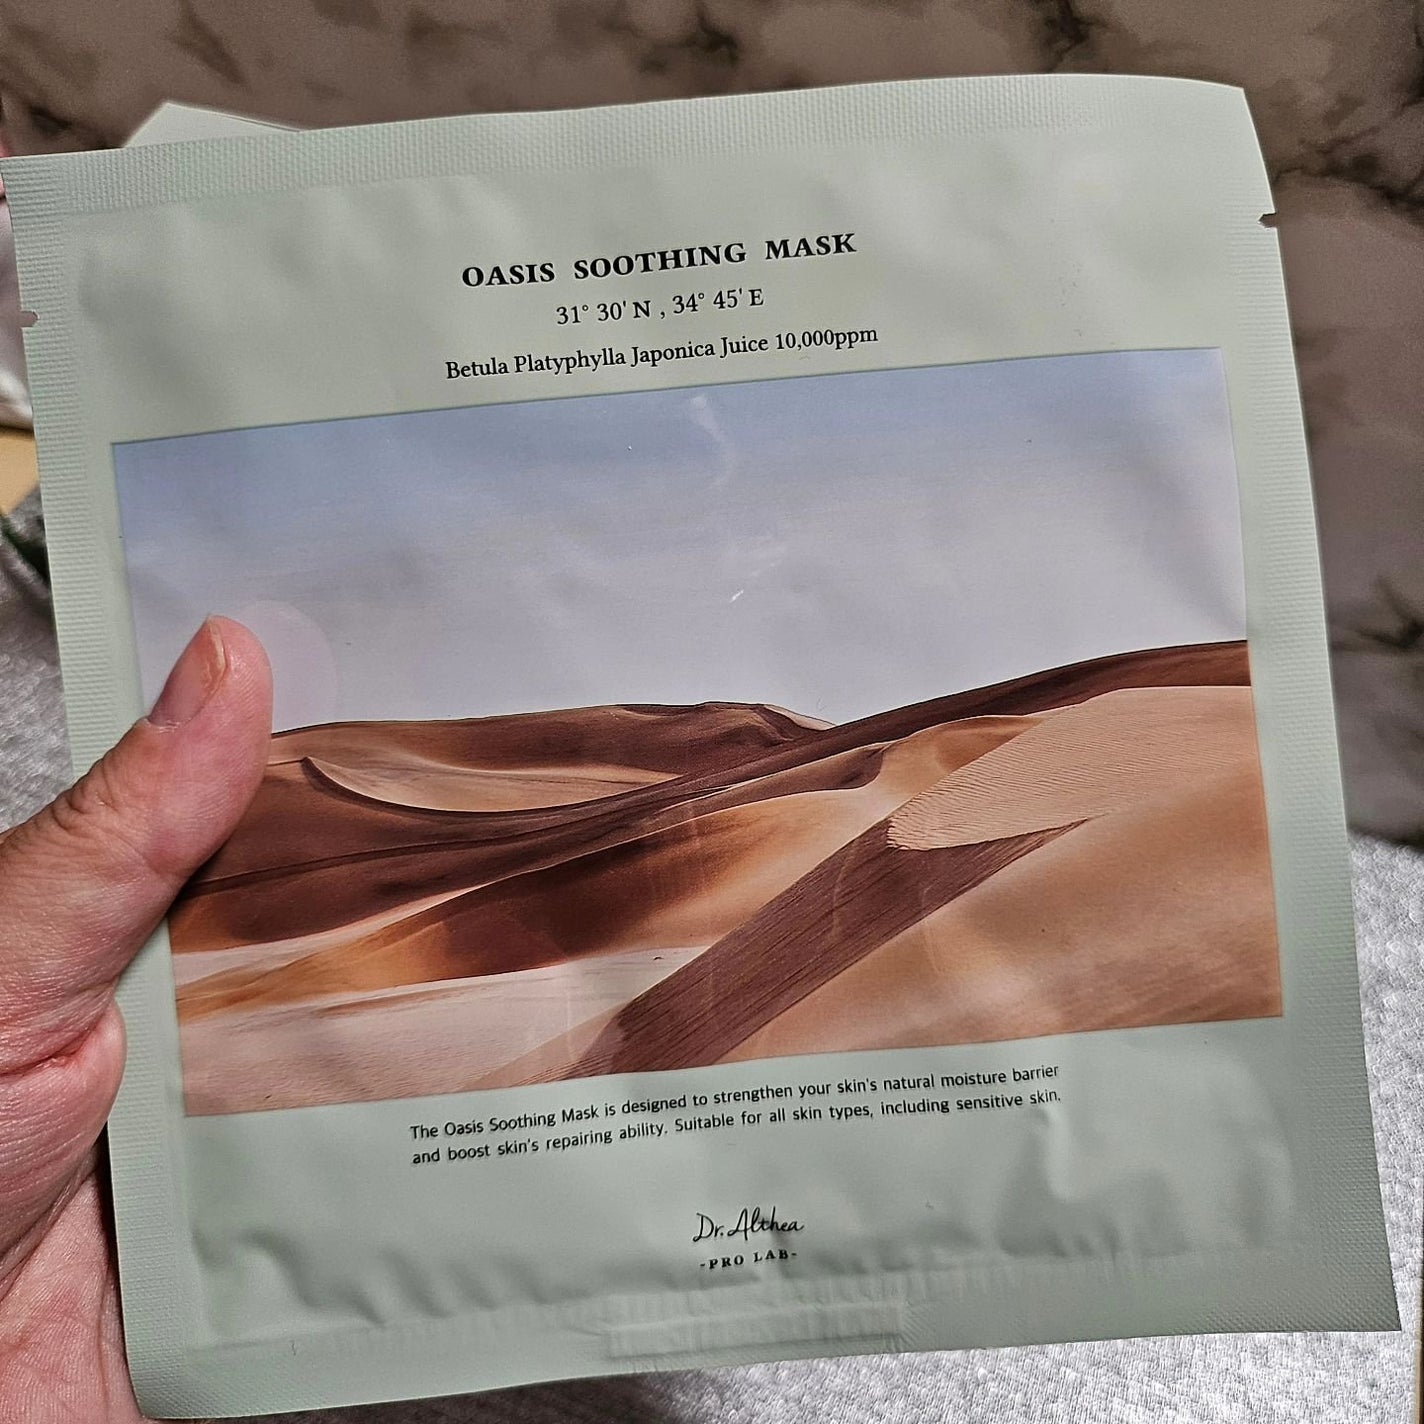 OASIS SOOTHING MASK
31° 30' N , 34° 45' E
Betula Platyphylla Japonica Juice 10,000ppm
The Oasis Soothing Mask is designed to strengthen your skin's natural moisture barrier
and boost skin's repairing ability. Suitable for all skin types, including sensitive skin.
Dr.Althea
-PRO LAB-